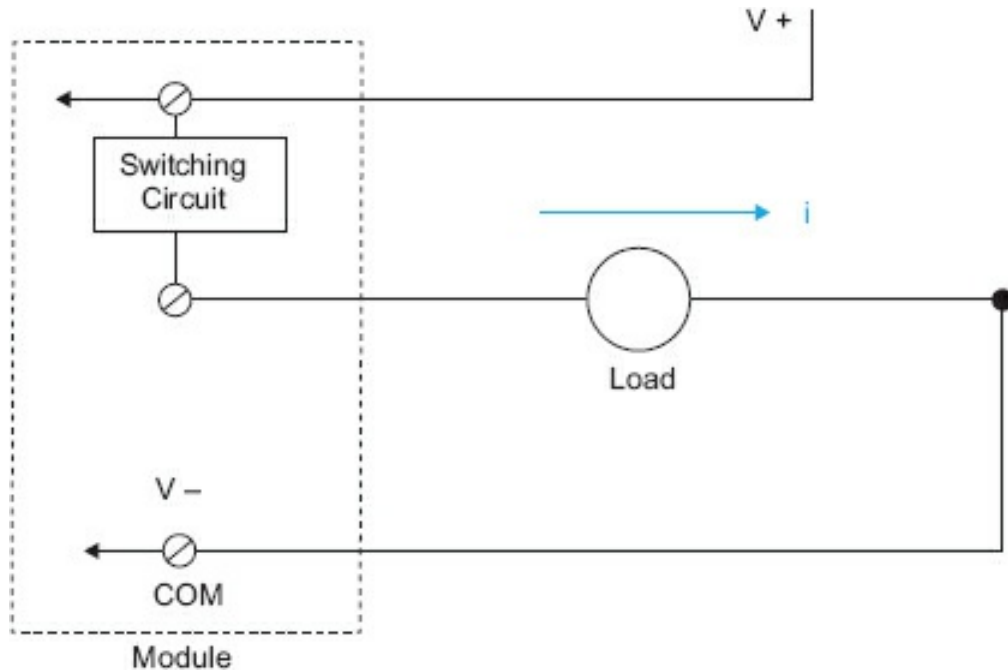 V +
Switching
Circuit
i
Load
V –
COM
Module